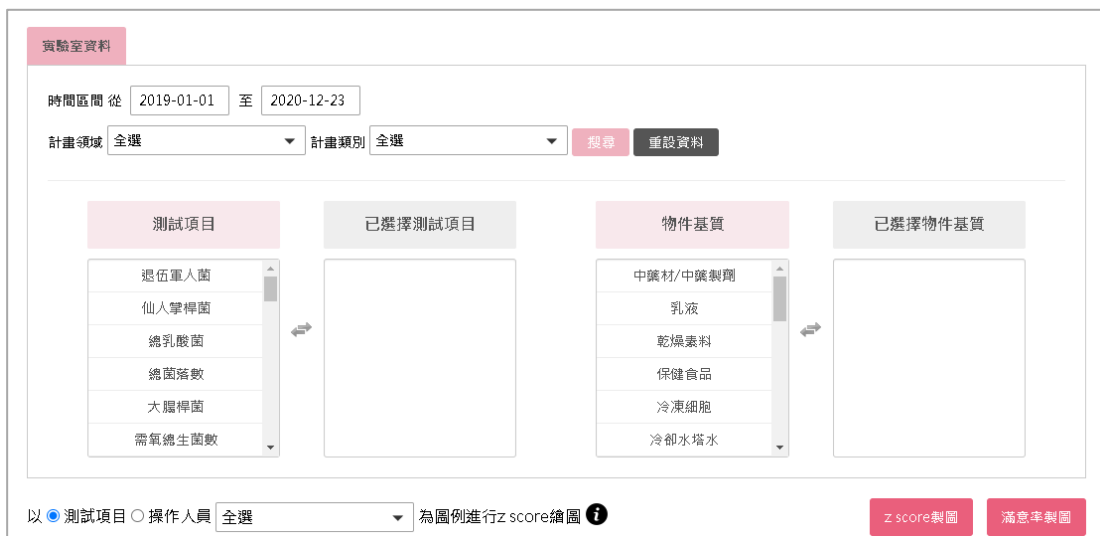 實驗室資料
時間區間 從 2019-01-01 至 2020-12-23
計畫領域 全選 計畫類別 全選 搜尋 重設資料
測試項目 已選擇測試項目 物件基質 已選擇物件基質
退伍軍人菌 中藥材/中藥製劑
仙人掌桿菌 乳液
總乳酸菌 乾燥素料
總菌落數 保健食品
大腸桿菌 冷凍細胞
需氧總生菌數 冷卻水塔水
以 測試項目 操作人員 全選 為圖例進行z score繪圖 i z score製圖 滿意率製圖